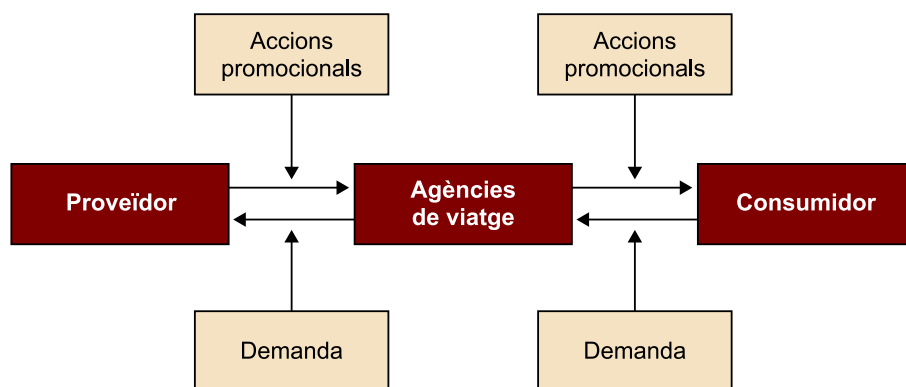 Accions
promocionals
Accions
promocionals
Proveïdor
Agències
de viatge
Consumidor
Demanda
Demanda